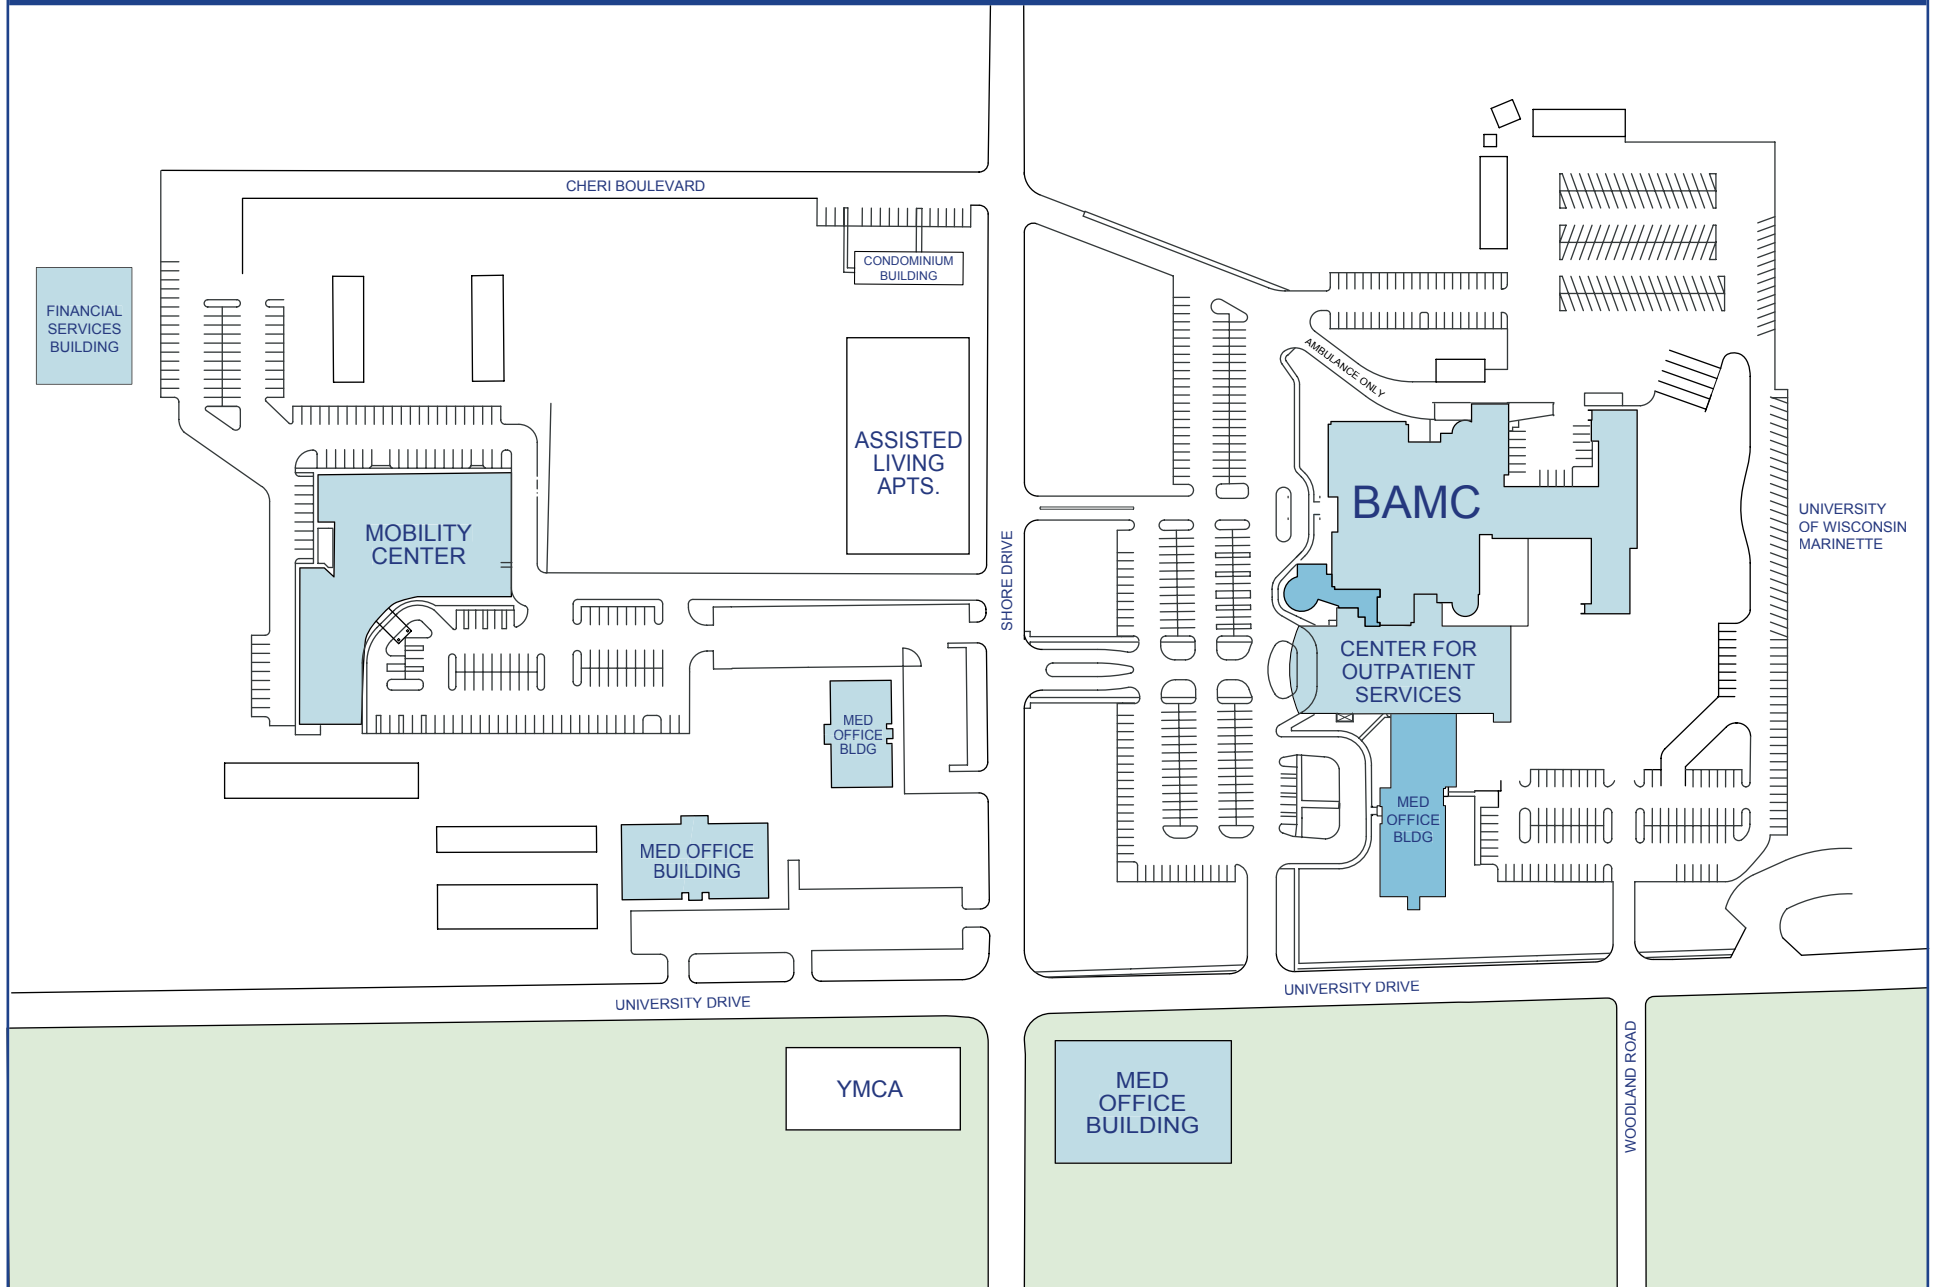 CHERI BOULEVARD
CONDOMINIUM
BUILDING
FINANCIAL
SERVICES
BUILDING
AMBULANCE ONLY
ASSISTED
LIVING
APTS.
BAMC
MOBILITY
CENTER
UNIVERSITY
OF WISCONSIN
MARINETTE
SHORE DRIVE
CENTER FOR
OUTPATIENT
SERVICES
MED
OFFICE
BLDG
MED
OFFICE
BLDG
MED OFFICE
BUILDING
UNIVERSITY DRIVE
UNIVERSITY DRIVE
YMCA
MED
OFFICE
BUILDING
WOODLAND ROAD